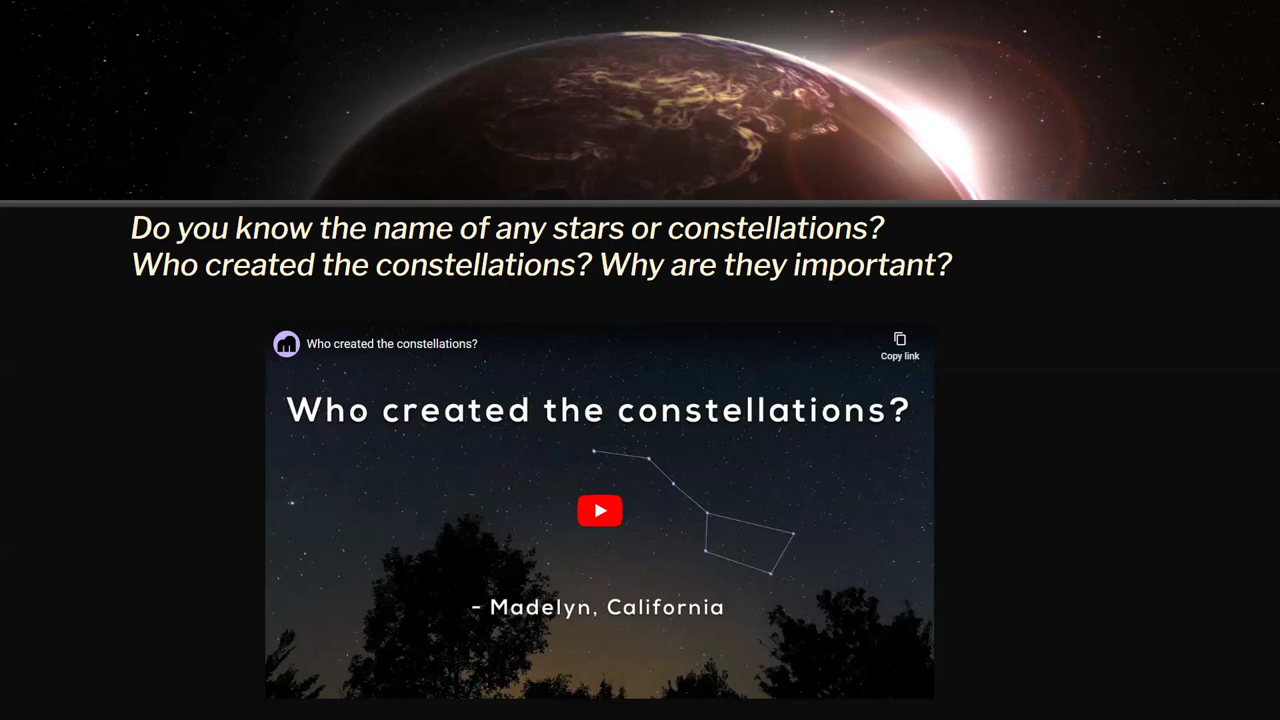 Do you know the name of any stars or constellations?
Who created the constellations? Why are they important?
Who created the constellations?
Copy link
Who created the constellations?
- Madelyn, California